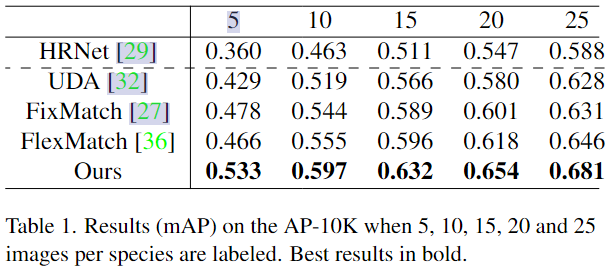 5 10 15 20 25
HRNet [29] 0.360 0.463 0.511 0.547 0.588
UDA [32] 0.429 0.519 0.566 0.580 0.628
FixMatch [27] 0.478 0.544 0.589 0.601 0.631
FlexMatch [36] 0.466 0.555 0.596 0.618 0.646
Ours 0.533 0.597 0.632 0.654 0.681
Table 1. Results (mAP) on the AP-10K when 5, 10, 15, 20 and 25
images per species are labeled. Best results in bold.